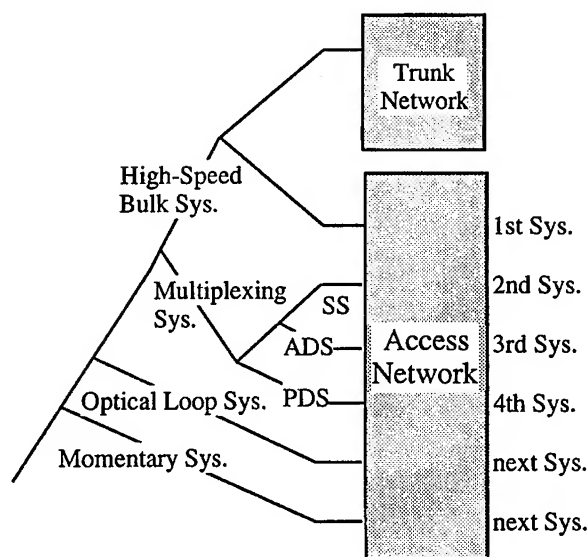 Trunk
Network
High-Speed
Bulk Sys.
1st Sys.
Multiplexing
Sys.
SS
2nd Sys.
ADS
Access
Network
3rd Sys.
Optical Loop Sys.
PDS
4th Sys.
Momentary Sys.
next Sys.
next Sys.